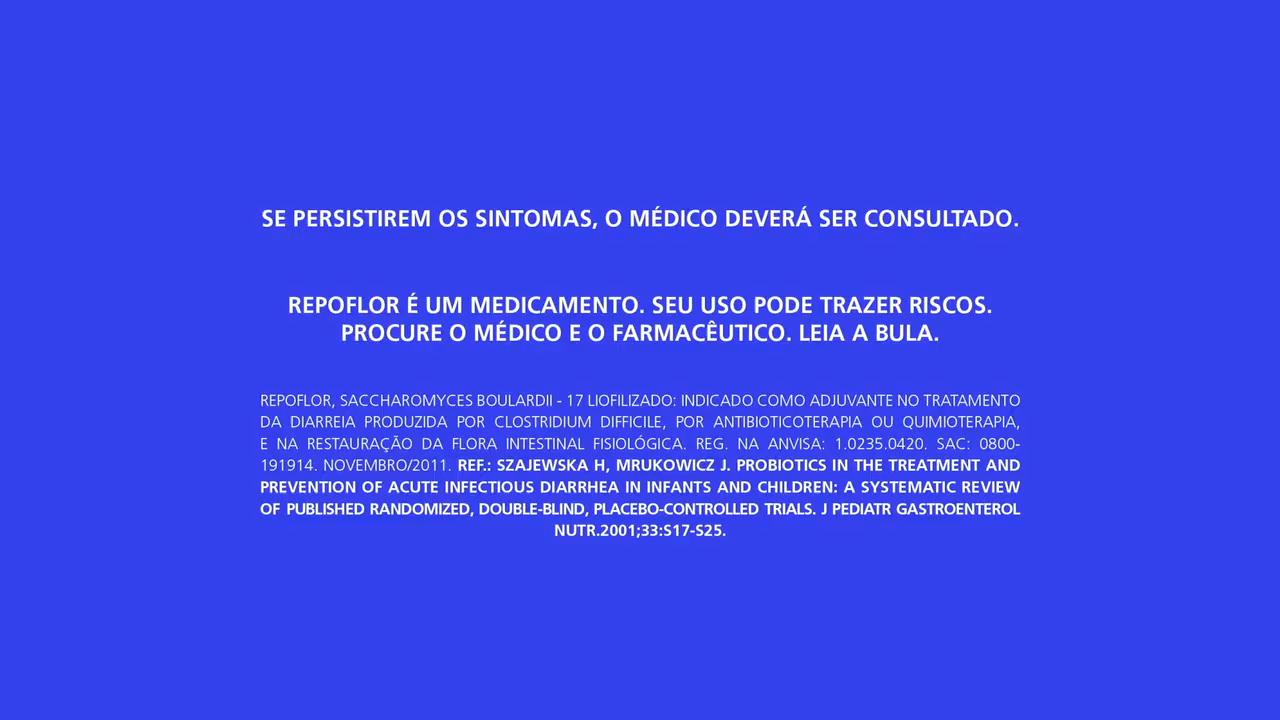 SE PERSISTIREM OS SINTOMAS, O MÉDICO DEVERÁ SER CONSULTADO.
REPOFLOR É UM MEDICAMENTO. SEU USO PODE TRAZER RISCOS.
PROCURE O MÉDICO E O FARMACÊUTICO. LEIA A BULA.
REPOFLOR, SACCHAROMYCES BOULARDII - 17 LIOFILIZADO: INDICADO COMO ADJUVANTE NO TRATAMENTO
DA DIARREIA PRODUZIDA POR CLOSTRIDIUM DIFFICILE, POR ANTIBIOTICOTERAPIA OU QUIMIOTERAPIA,
E NA RESTAURAÇÃO DA FLORA INTESTINAL FISIOLÓGICA. REG. NA ANVISA: 1.0235.0420. SAC: 0800-
191914. NOVEMBRO/2011. REF.: SZAJEWSKA H, MRUKOWICZ J. PROBIOTICS IN THE TREATMENT AND
PREVENTION OF ACUTE INFECTIOUS DIARRHEA IN INFANTS AND CHILDREN: A SYSTEMATIC REVIEW
OF PUBLISHED RANDOMIZED, DOUBLE-BLIND, PLACEBO-CONTROLLED TRIALS. J PEDIATR GASTROENTEROL
NUTR.2001;33:S17-S25.